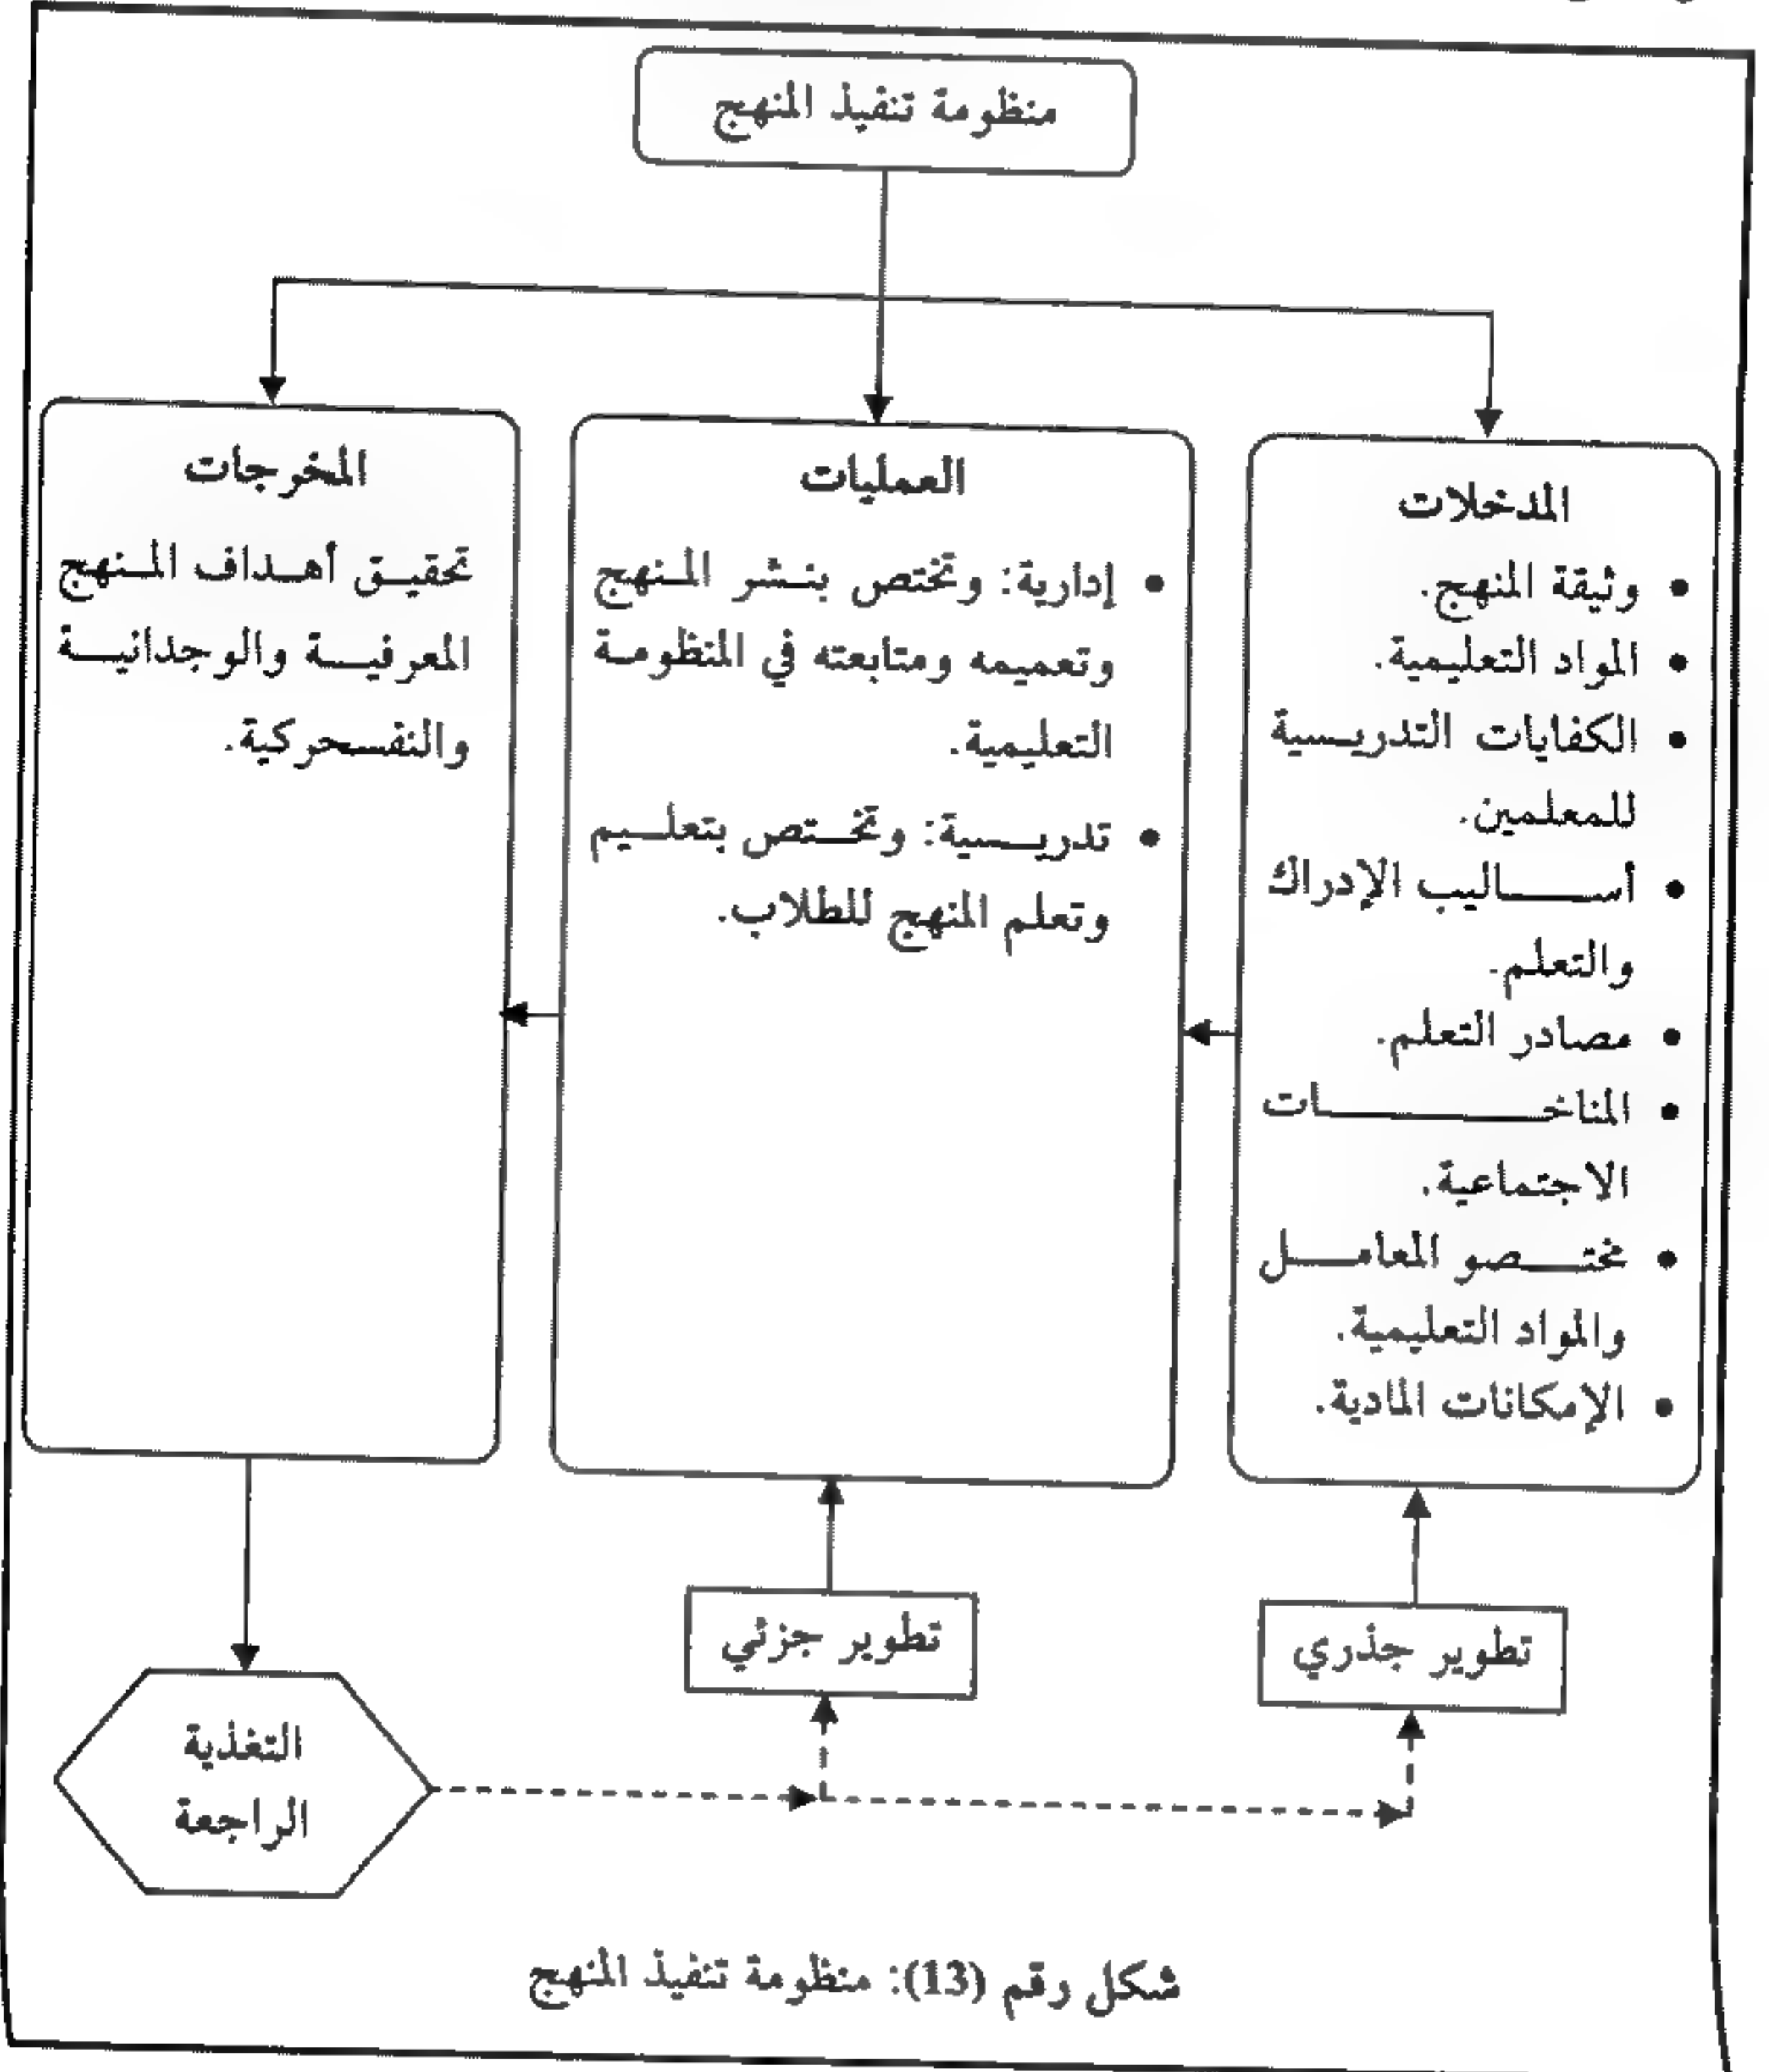 منظومة تنفيذ المنهج
المدخلات
• وثيقة المنهج.
• المواد التعليمية.
• الكفايات التدريسية
للمعلمين.
• أساليب الإدراك
والتعلم.
• مصادر التعلم.
• المناخات
الاجتماعية.
• مختصو المعامل
والمواد التعليمية.
• الإمكانات المادية.
العمليات
• إدارية: وتختص بنشر المنهج
وتعميمه ومتابعته في المنظومة
التعليمية.
• تدريسية: وتختص بتعليم
وتعلم المنهج للطلاب.
المخرجات
تحقيق أهداف المنهج
المعرفية والوجدانية
والنفسحركية.
تطوير جذري
تطوير جزئي
التغذية
الراجعة
شكل رقم (13): منظومة تنفيذ المنهج